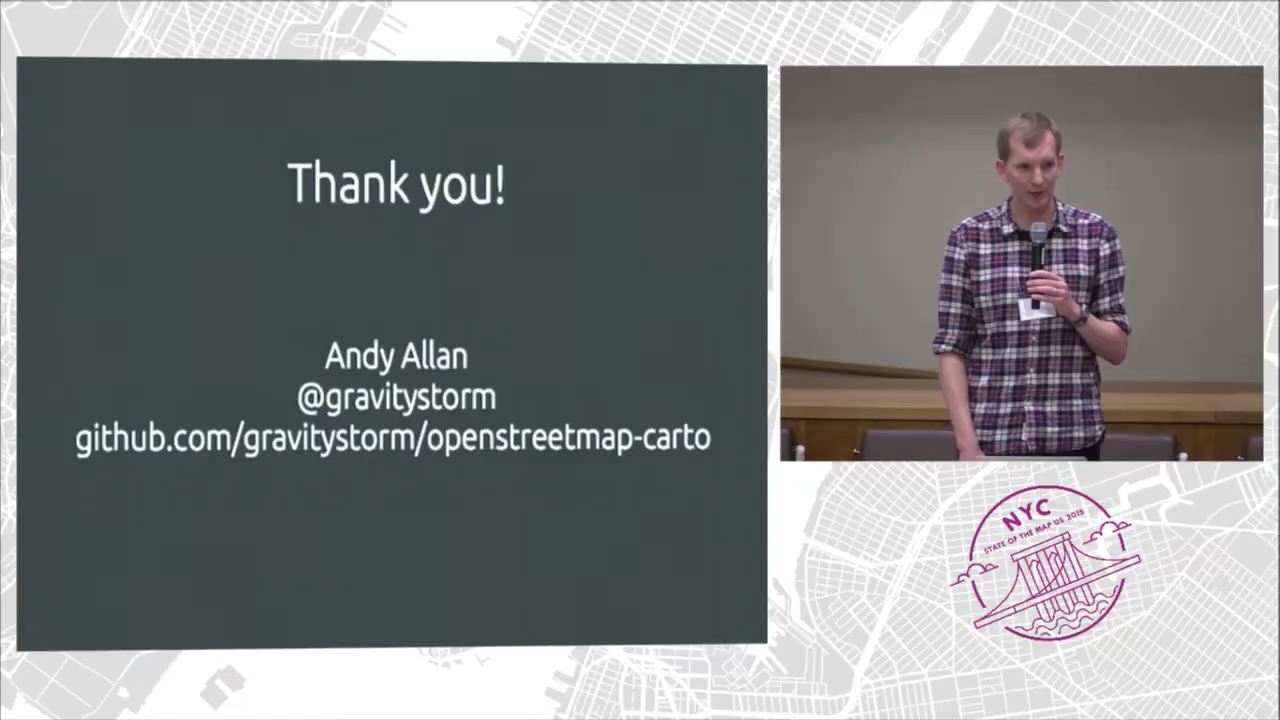 Thank you!
Andy Allan
@gravitystorm
github.com/gravitystorm/openstreetmap-carto
NYC
STATE OF THE MAP US 2015